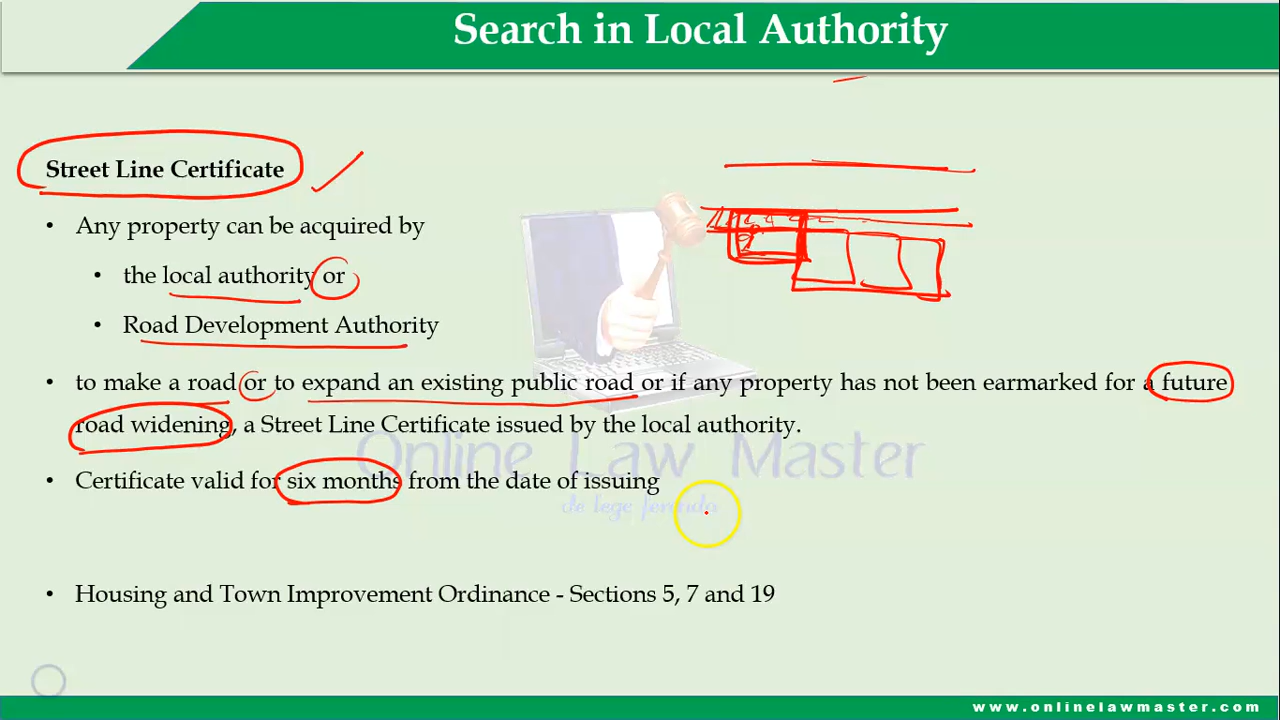 Search in Local Authority
Street Line Certificate
• Any property can be acquired by
• the local authority or
• Road Development Authority
• to make a road or to expand an existing public road or if any property has not been earmarked for a future
road widening, a Street Line Certificate issued by the local authority.
Online Law Master
• Certificate valid for six months from the date of issuing
de lege ferenda
• Housing and Town Improvement Ordinance - Sections 5, 7 and 19
www.onlinelawmaster.com